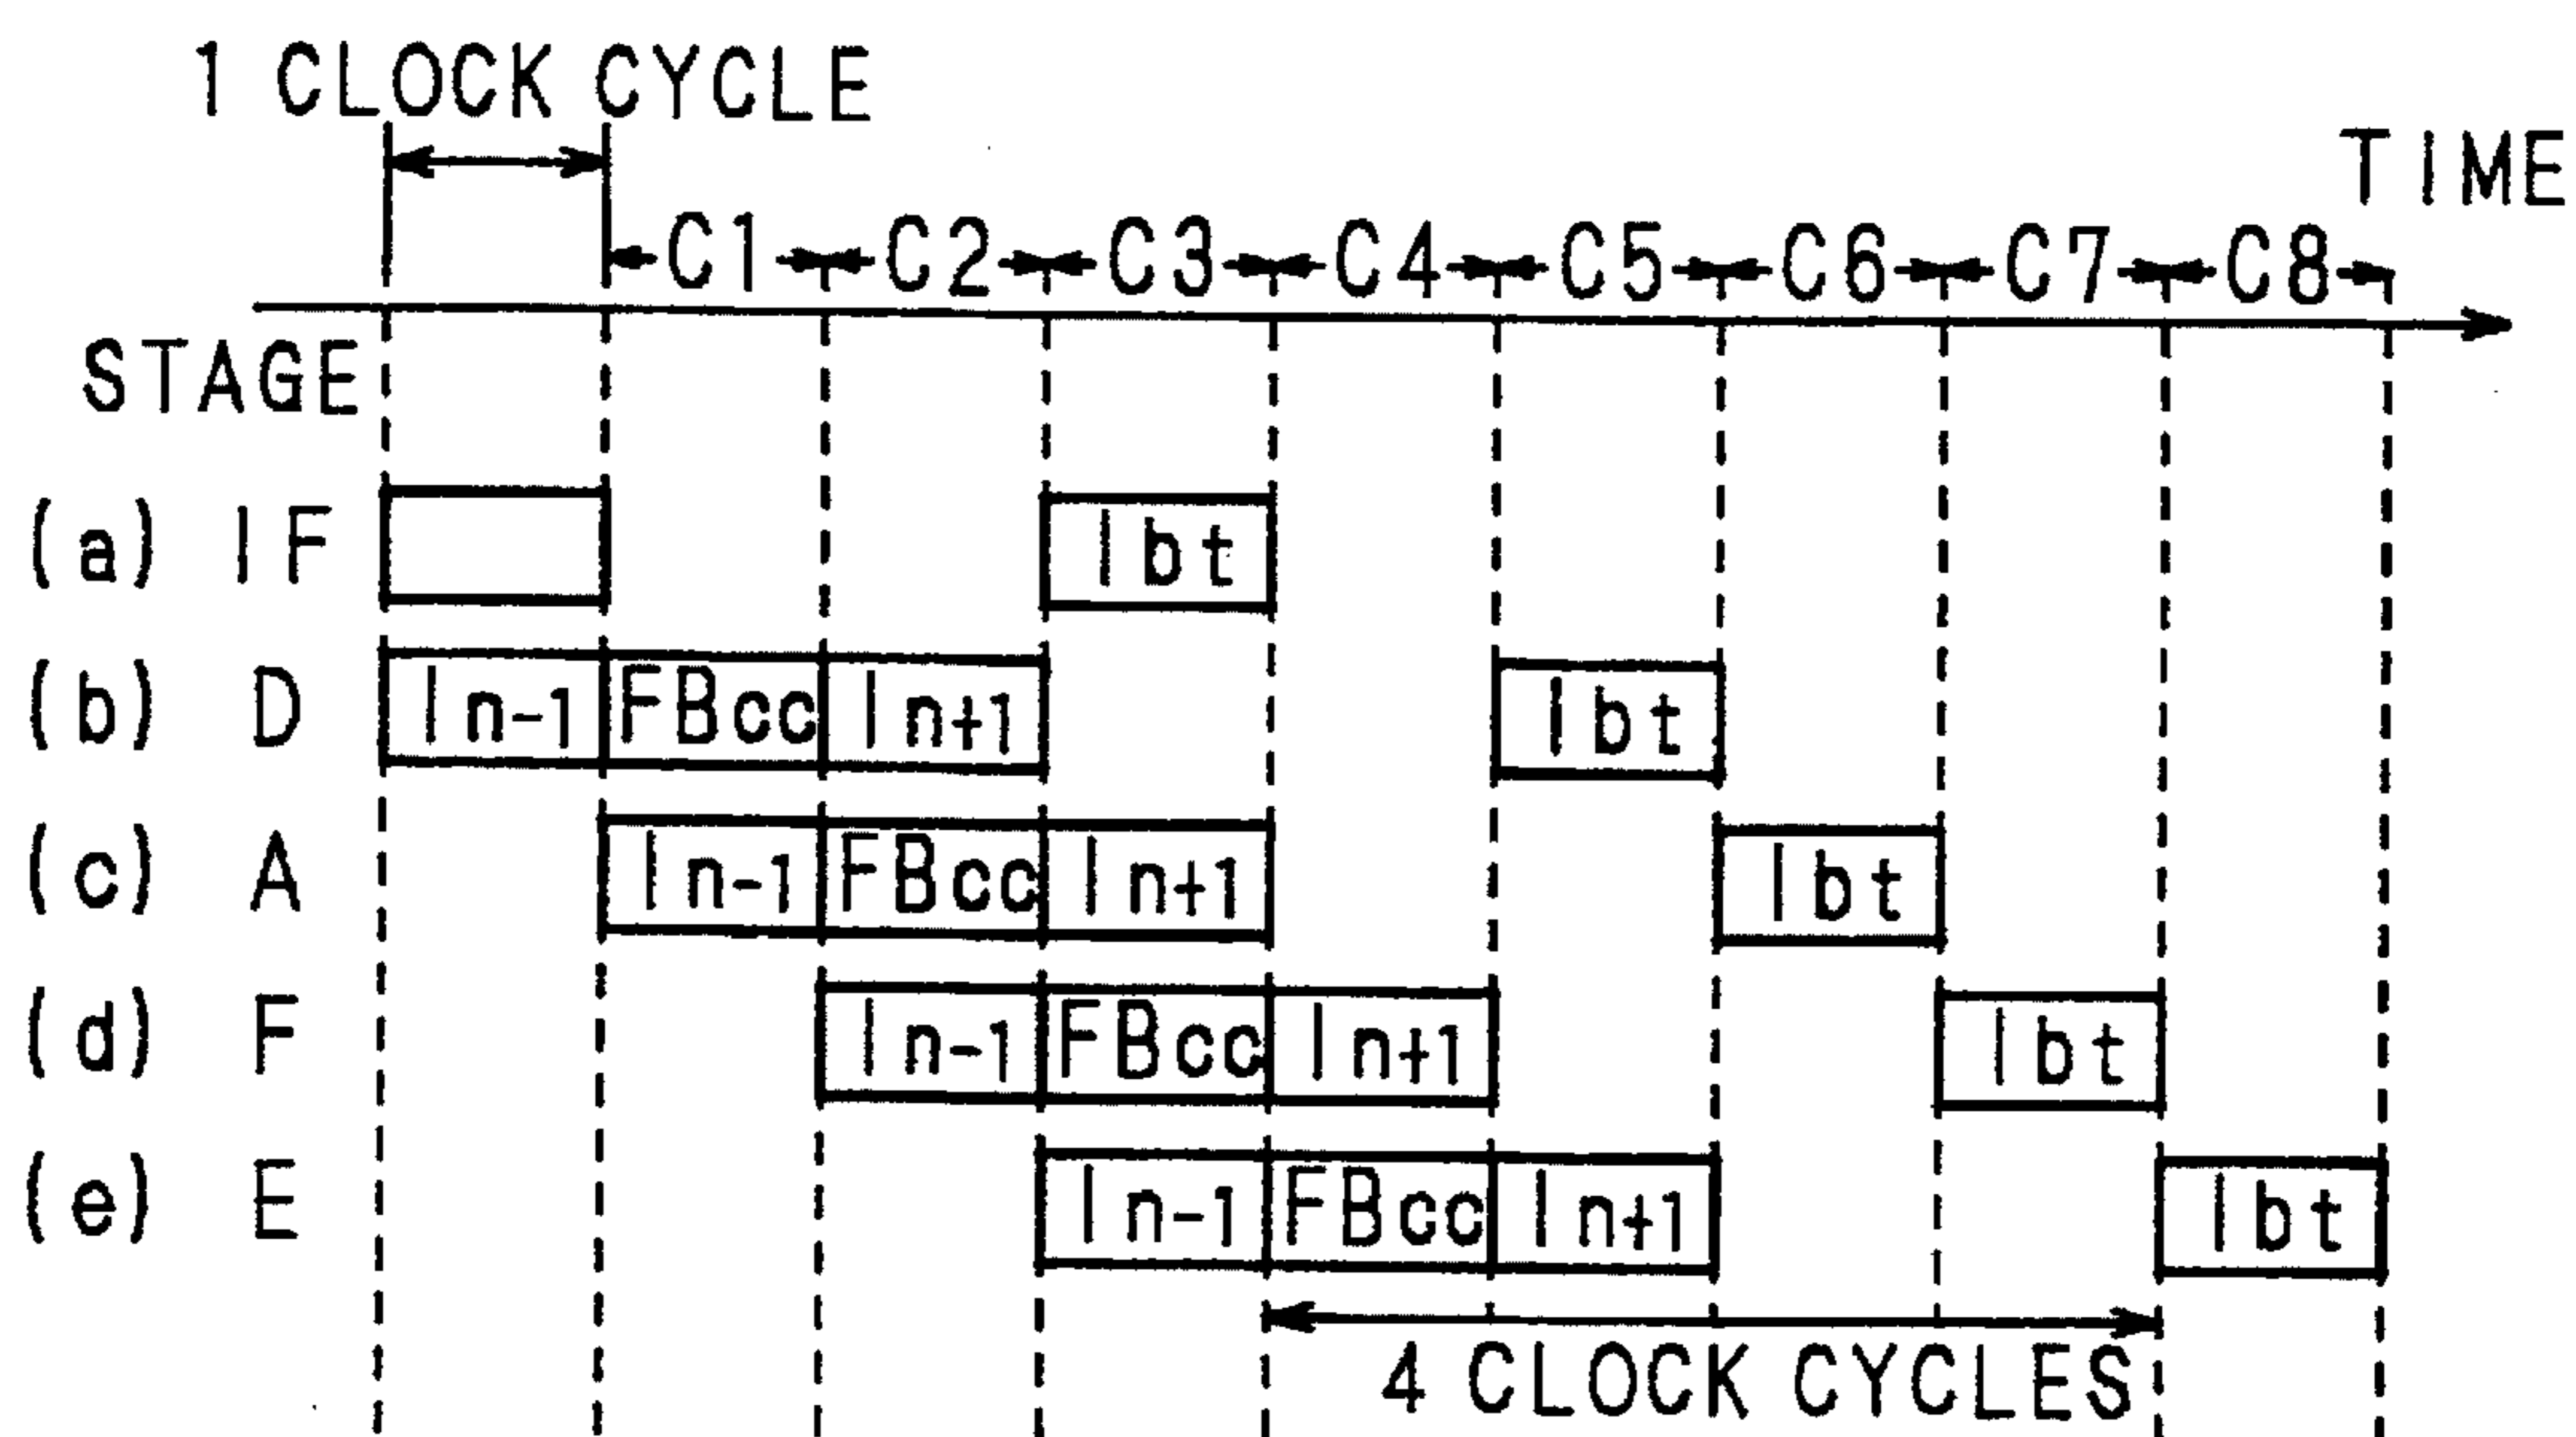 1 CLOCK CYCLE
TIME
C1 C2 C3 C4 C5 C6 C7 C8
STAGE
(a) IF Ibt
(b) D In-1 FBcc In+1 Ibt
(c) A In-1 FBcc In+1 Ibt
(d) F In-1 FBcc In+1 Ibt
(e) E In-1 FBcc In+1 Ibt
4 CLOCK CYCLES